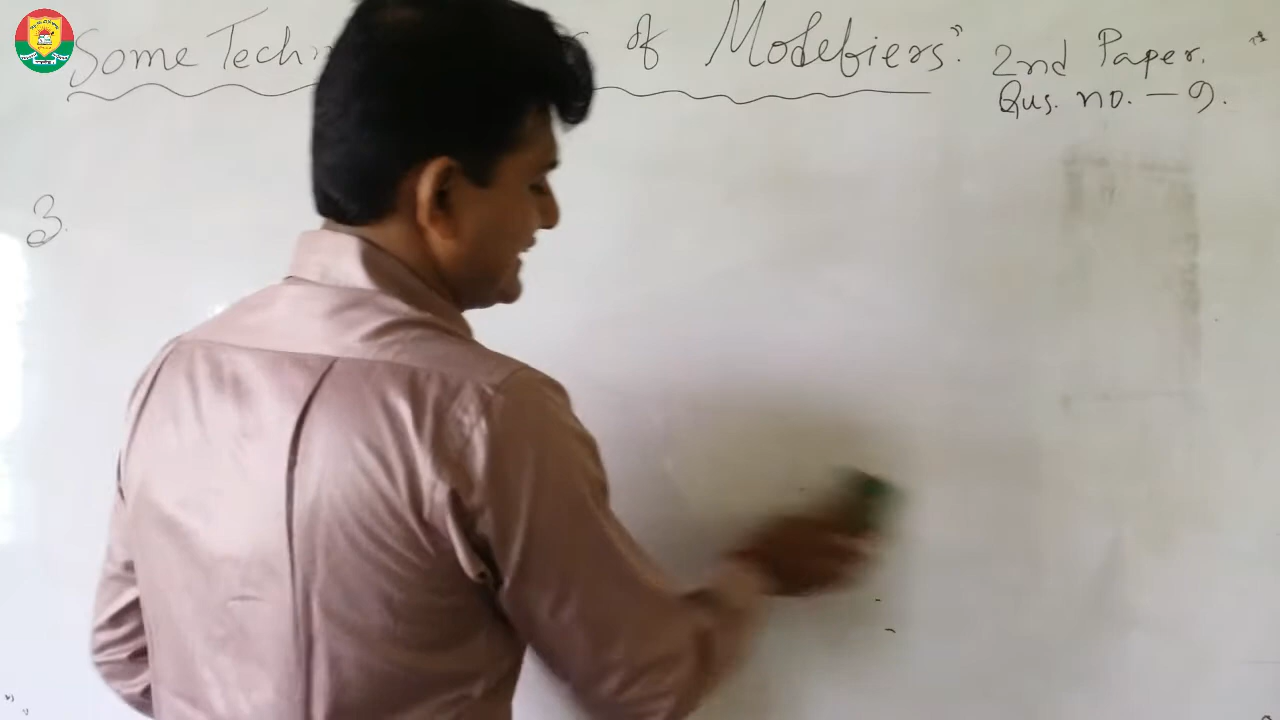 Some Tech of Modefiers" 2nd Paper.
Qus. no. — 9.
3.